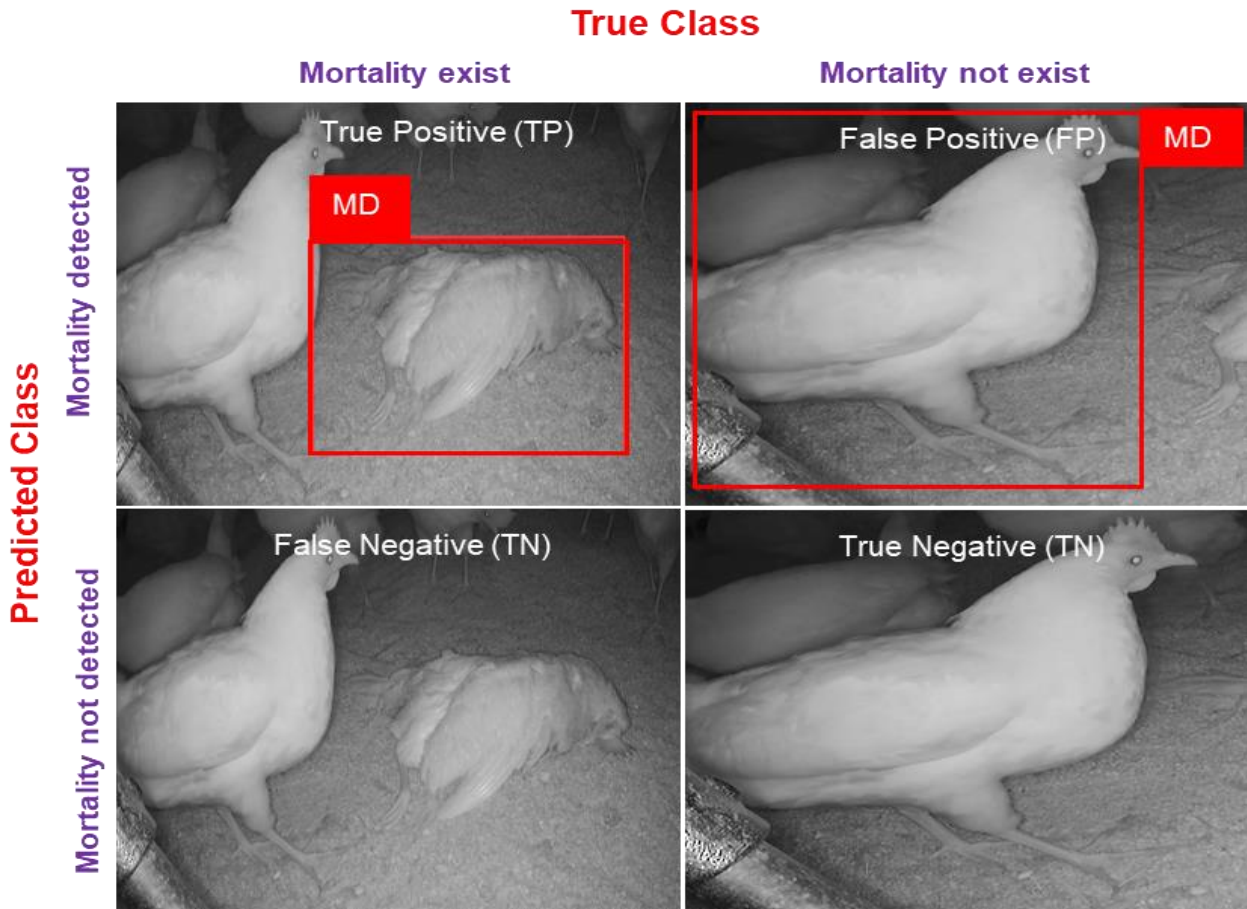 True Class
Mortality exist
Mortality not exist
Predicted Class
Mortality detected
True Positive (TP)
MD
False Positive (FP)
MD
Mortality not detected
False Negative (TN)
True Negative (TN)